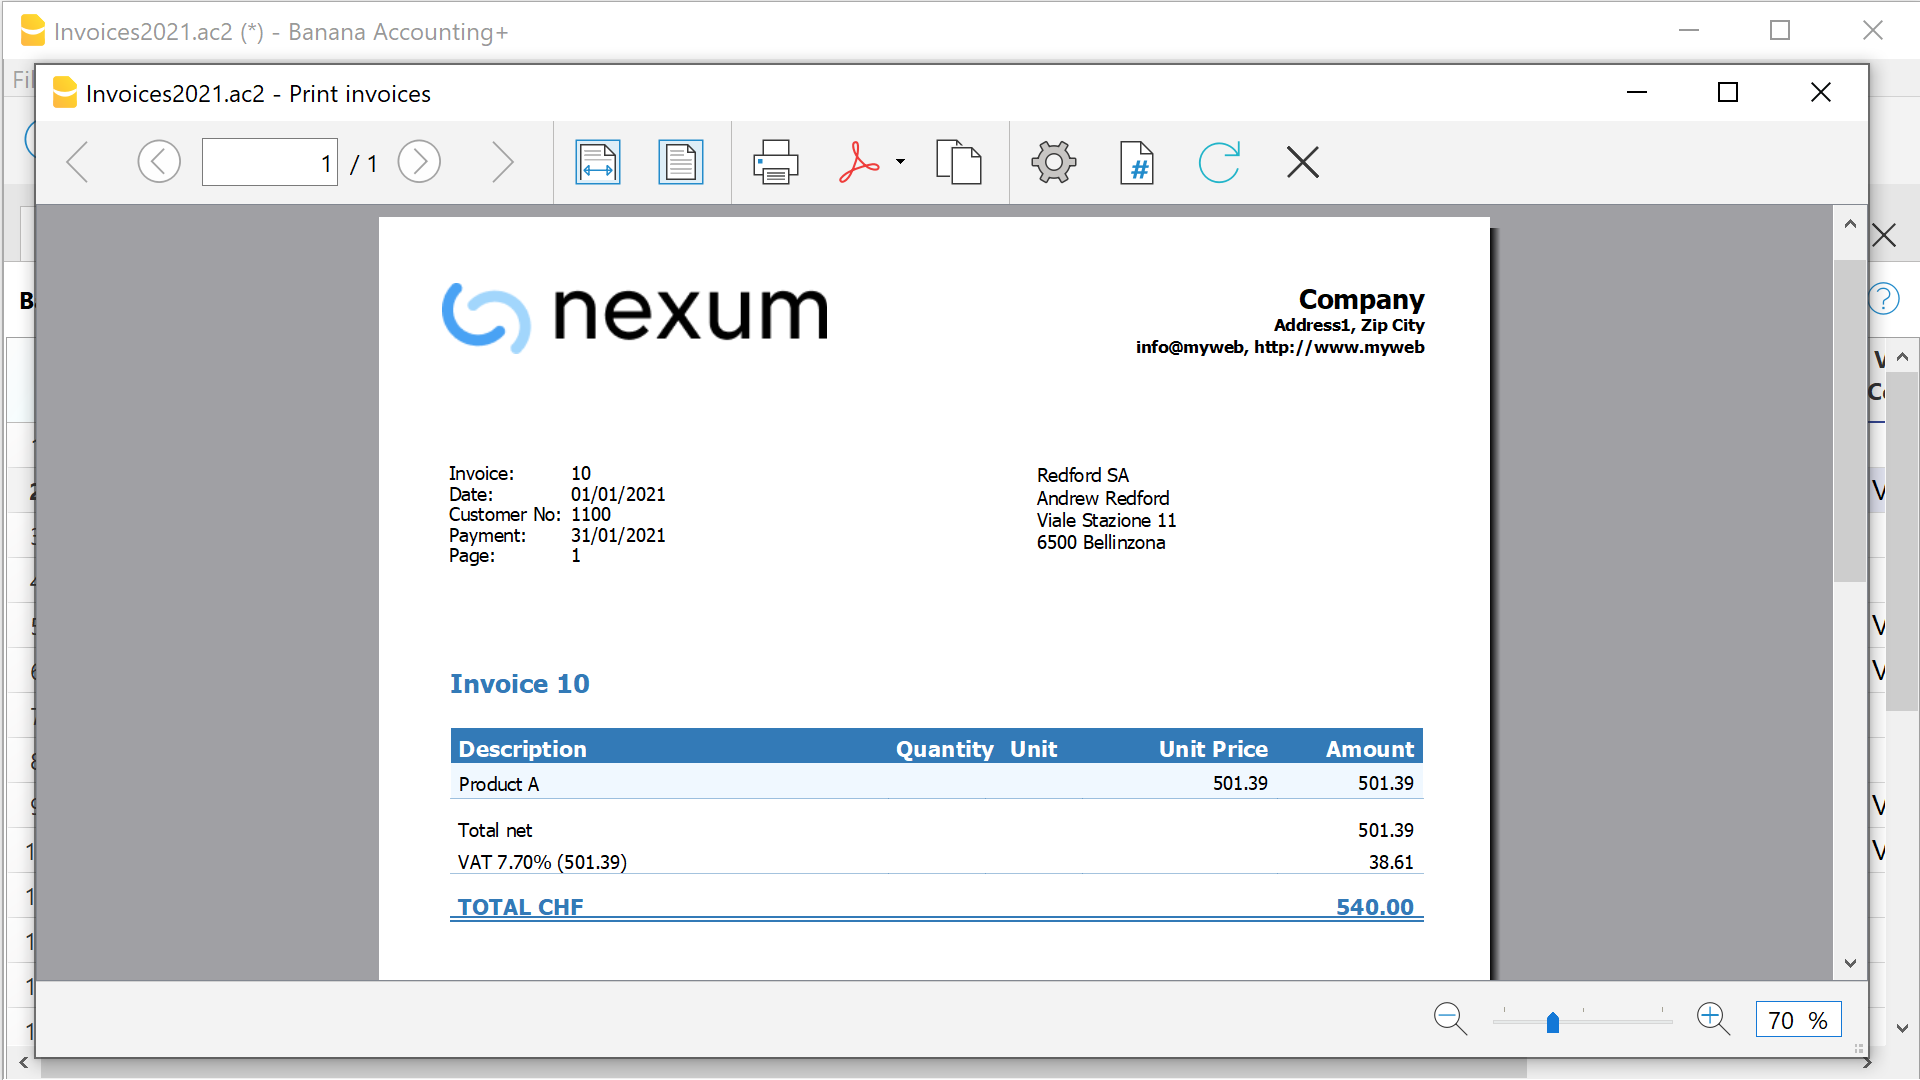 Invoices2021.ac2 (*) - Banana Accounting+
Invoices2021.ac2 - Print invoices
1 / 1
#
nexum
Company
Address1, Zip City
info@myweb, http://www.myweb
Invoice: 10
Date: 01/01/2021
Customer No: 1100
Payment: 31/01/2021
Page: 1
Redford SA
Andrew Redford
Viale Stazione 11
6500 Bellinzona
Invoice 10
Description Quantity Unit Unit Price Amount
Product A 501.39 501.39
Total net 501.39
VAT 7.70% (501.39) 38.61
TOTAL CHF 540.00
70 %